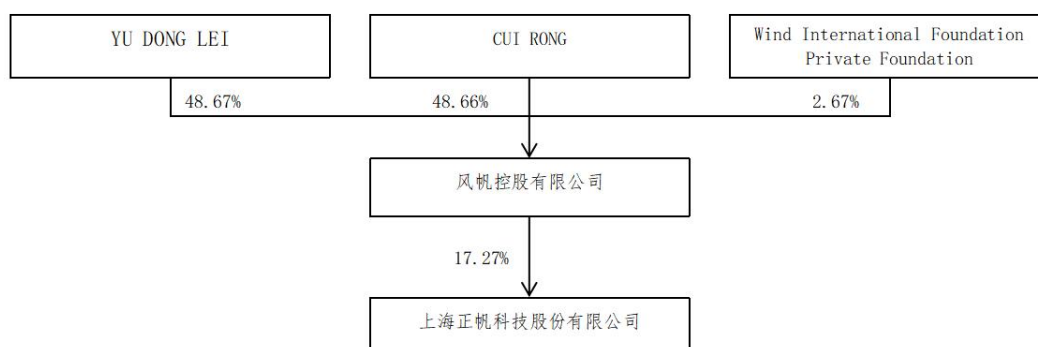 YU DONG LEI
CUI RONG
Wind International Foundation
Private Foundation
48.67%
48.66%
2.67%
风帆控股有限公司
17.27%
上海正帆科技股份有限公司